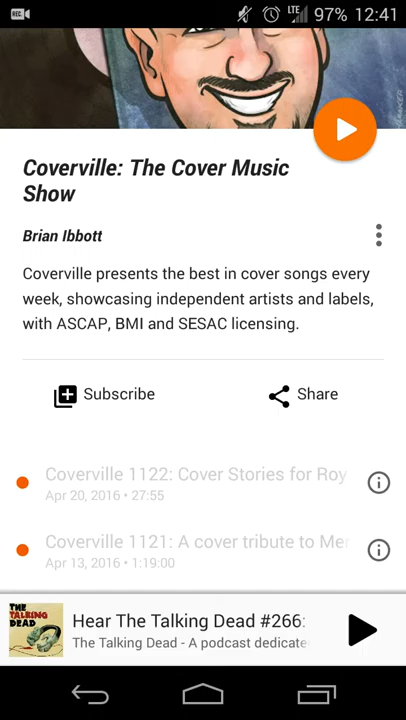 REC
LTE 97% 12:41
Coverville: The Cover Music
Show
Brian Ibbott
Coverville presents the best in cover songs every
week, showcasing independent artists and labels,
with ASCAP, BMI and SESAC licensing.
Subscribe
Share
Coverville 1122: Cover Stories for Roy
Apr 20, 2016 • 27:55
Coverville 1121: A cover tribute to Mer
Apr 13, 2016 • 1:19:00
THE
TALKING
DEAD
Hear The Talking Dead #266:
The Talking Dead - A podcast dedicate